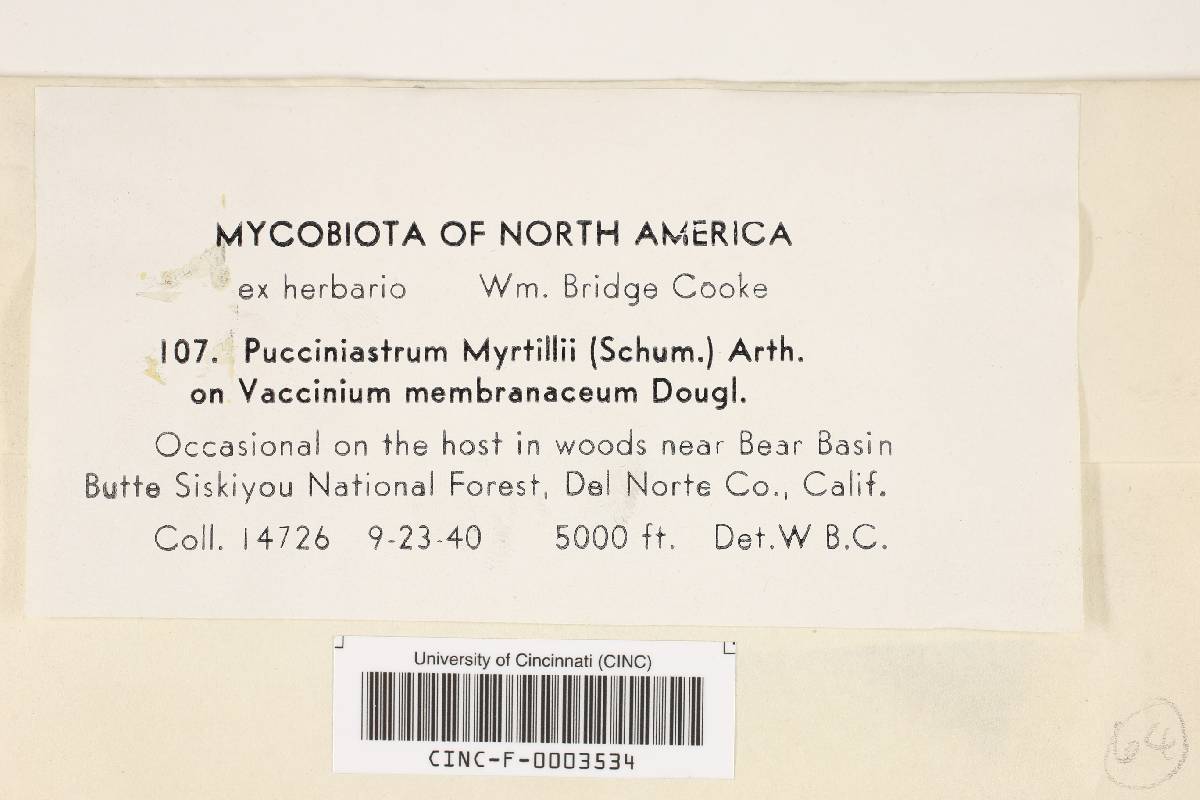 MYCOBIOTA OF NORTH AMERICA
ex herbario Wm. Bridge Cooke
107. Pucciniastrum Myrtillii (Schum.) Arth.
on Vaccinium membranaceum Dougl.
Occasional on the host in woods near Bear Basin
Butte Siskiyou National Forest, Del Norte Co., Calif.
Coll. 14726 9-23-40 5000 ft. Det. W B.C.
University of Cincinnati (CINC)
CINC-F-0003534
64